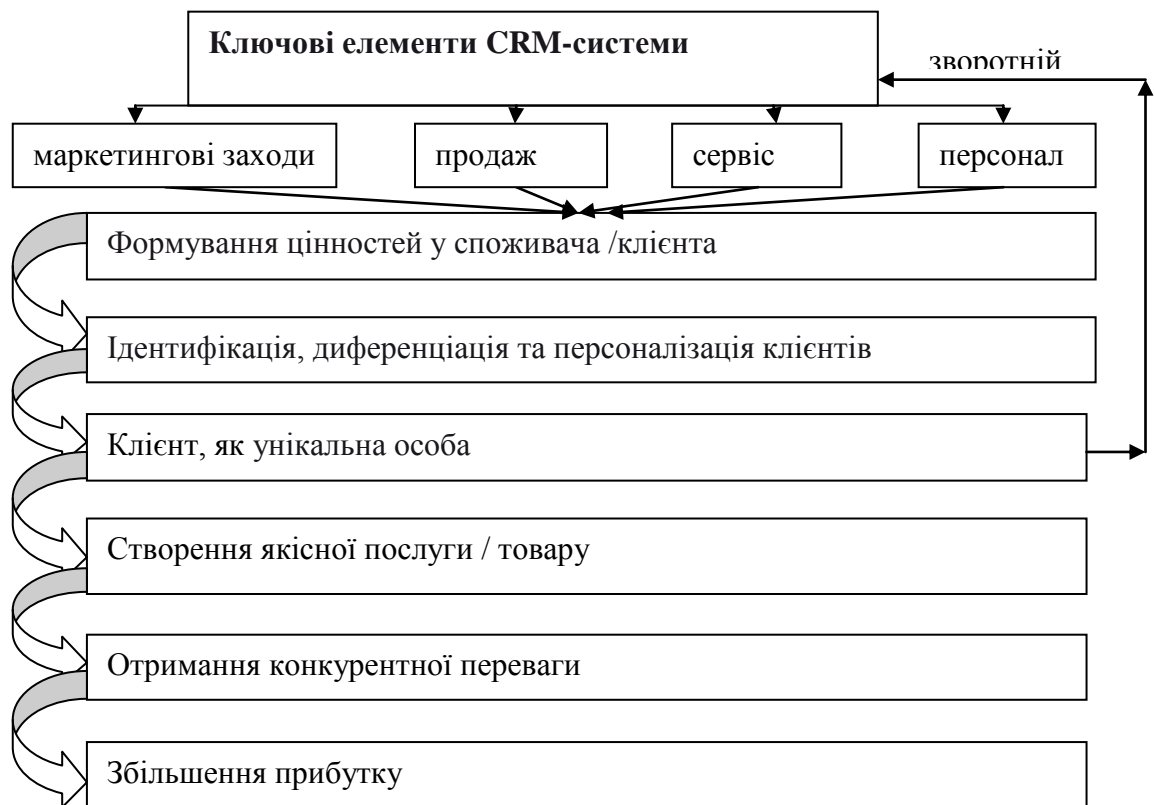 Ключові елементи CRM-системи
зворотній
маркетингові заходи
продаж
сервіс
персонал
Формування цінностей у споживача /клієнта
Ідентифікація, диференціація та персоналізація клієнтів
Клієнт, як унікальна особа
Створення якісної послуги / товару
Отримання конкурентної переваги
Збільшення прибутку